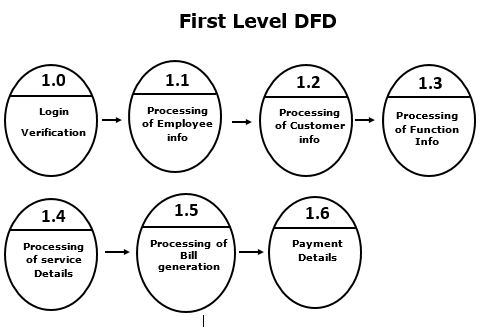 First Level DFD
1.0
Login
Verification
1.1
Processing
of Employee
info
1.2
Processing
of Customer
info
1.3
Processing
of Function
Info
1.4
Processing
of service
Details
1.5
Processing of
Bill
generation
1.6
Payment
Details